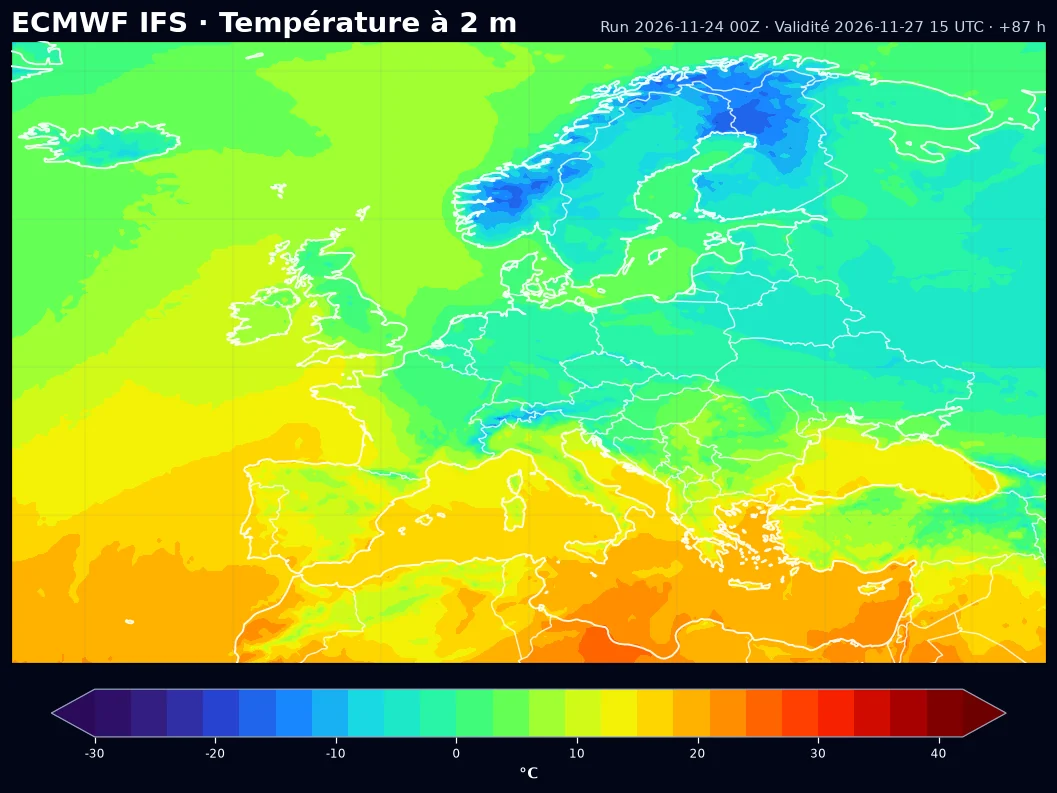 ECMWF IFS · Température à 2 m
Run 2026-11-24 00Z · Validité 2026-11-27 15 UTC · +87 h
-30 -20 -10 0 10 20 30 40
°C